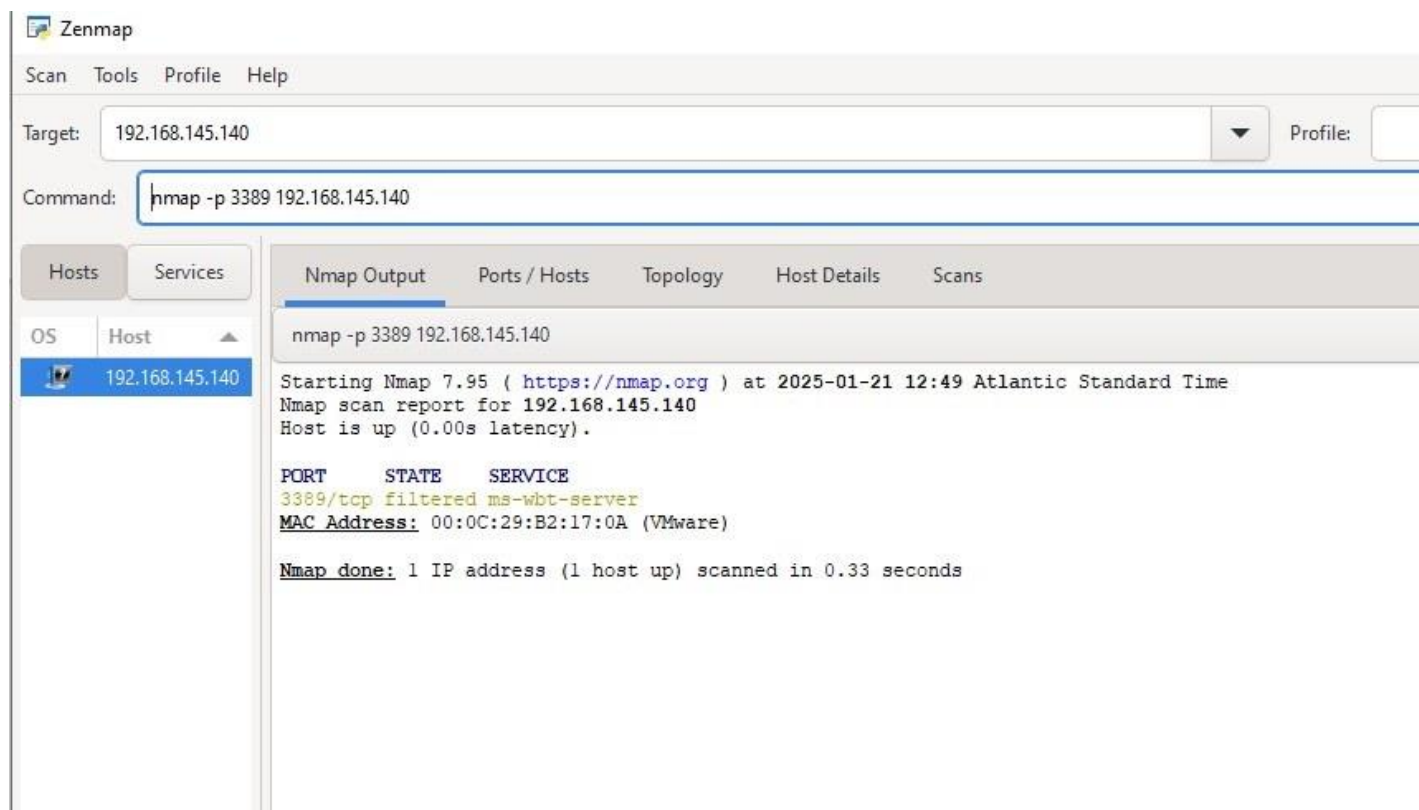 Zenmap
Scan Tools Profile Help
Target: 192.168.145.140 Profile:
Command: nmap -p 3389 192.168.145.140
Hosts Services Nmap Output Ports / Hosts Topology Host Details Scans
OS Host
nmap -p 3389 192.168.145.140
192.168.145.140
Starting Nmap 7.95 ( https://nmap.org ) at 2025-01-21 12:49 Atlantic Standard Time
Nmap scan report for 192.168.145.140
Host is up (0.00s latency).
PORT STATE SERVICE
3389/tcp filtered ms-wbt-server
MAC Address: 00:0C:29:B2:17:0A (VMware)
Nmap done: 1 IP address (1 host up) scanned in 0.33 seconds